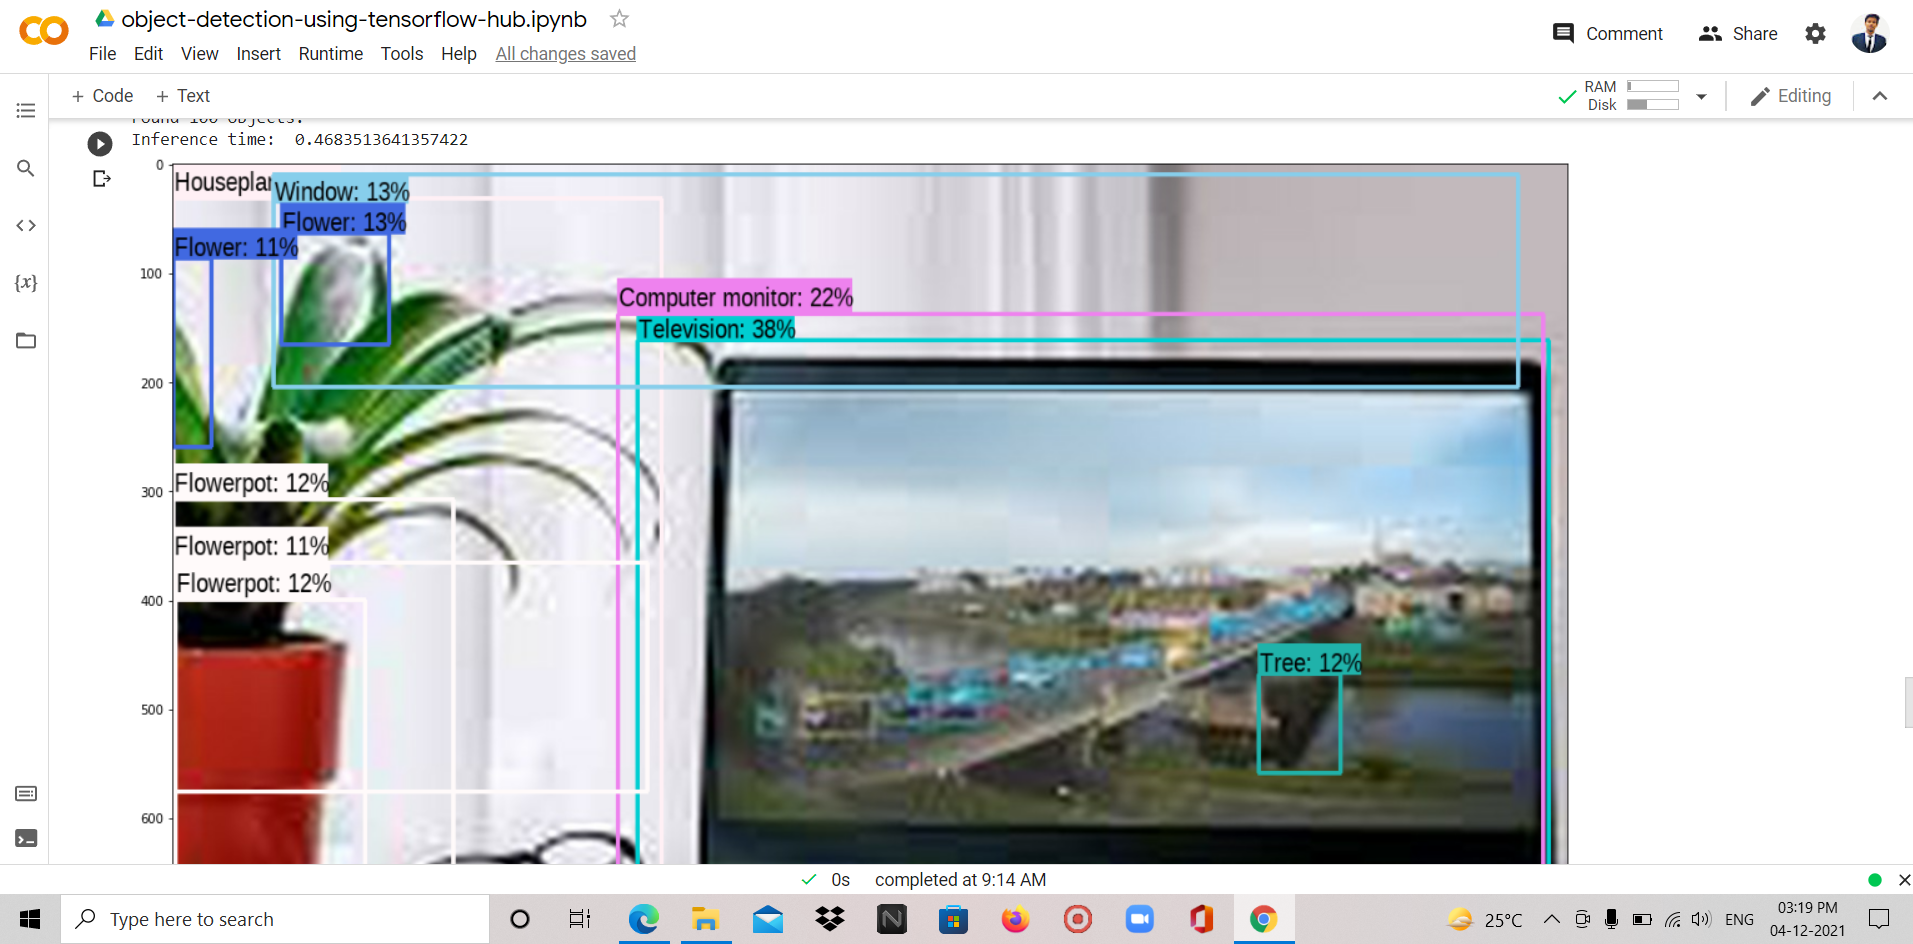 object-detection-using-tensorflow-hub.ipynb
Comment
Share
File Edit View Insert Runtime Tools Help All changes saved
+ Code + Text
RAM
Disk
Editing
Found 100 objects.
Inference time: 0.4683513641357422
0
100
200
300
400
500
600
Window: 13%
Flower: 13%
Flower: 11%
Computer monitor: 22%
Television: 38%
Flowerpot: 12%
Flowerpot: 11%
Flowerpot: 12%
Tree: 12%
{x}
0s completed at 9:14 AM
Type here to search
25°C
ENG
03:19 PM
04-12-2021